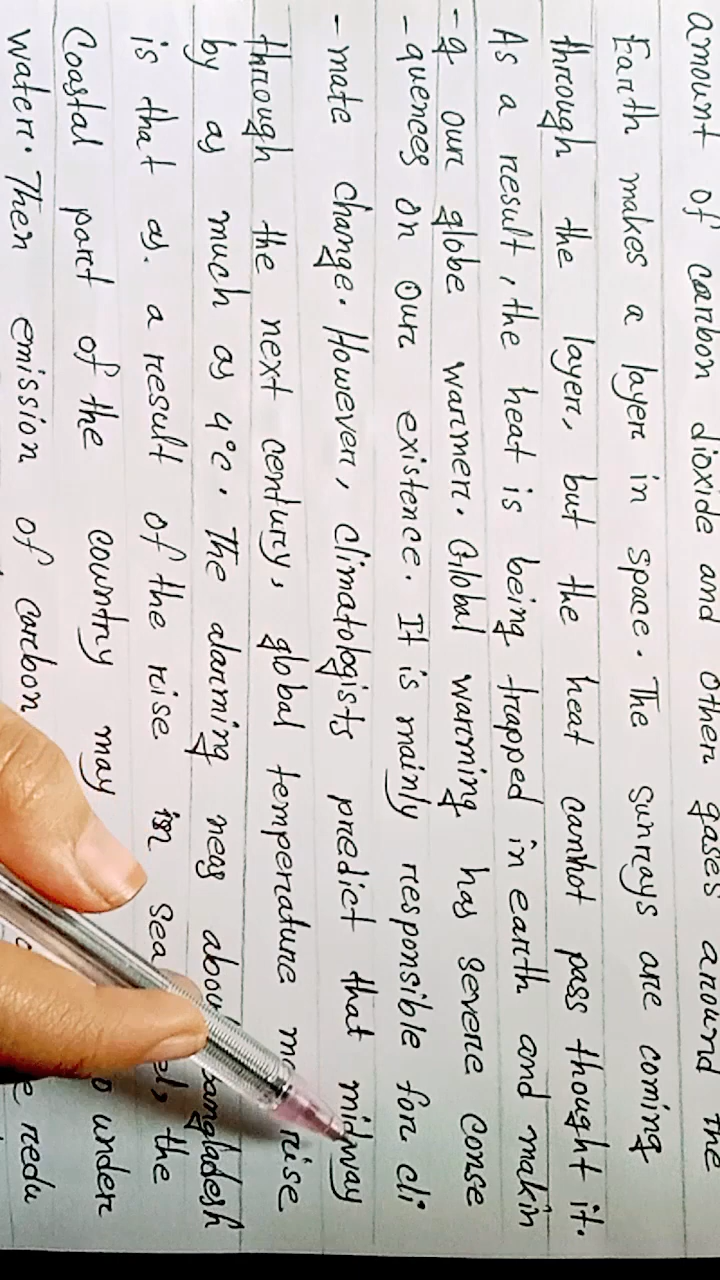 amount of carbon dioxide and other gases around the
Earth makes a layer in space. The sunrays are coming
through the layer, but the heat cannot pass thought it.
As a result, the heat is being trapped in earth and makin
-g our globe warmer. Global warming has severe conse
-quences on our existence. It is mainly responsible for cli
-mate change. However, climatologists predict that midway
through the next century, global temperature rise
by as much as 4°c. The alarming neas Bangladesh
is that as. a result of the rise in sea the
Coastal part of the country may under
water. Then emission of carbon redu